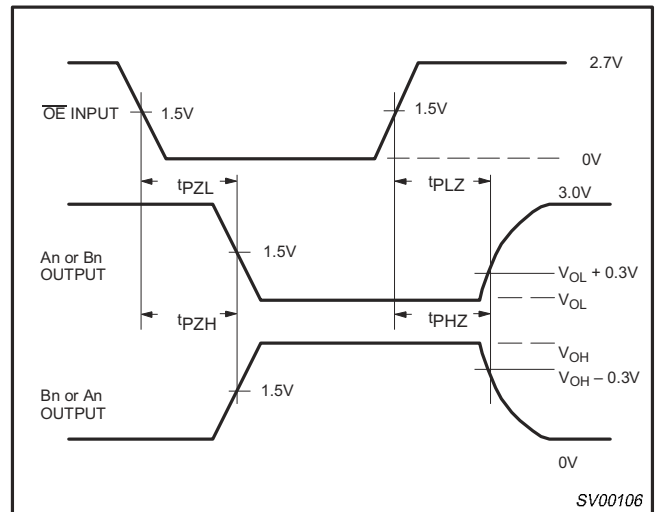 2.7V
OE INPUT
1.5V
1.5V
0V
tPZL
tPLZ
3.0V
An or Bn
OUTPUT
1.5V
VOL + 0.3V
VOL
tPZH
tPHZ
VOH
VOH – 0.3V
Bn or An
OUTPUT
1.5V
0V
SV00106